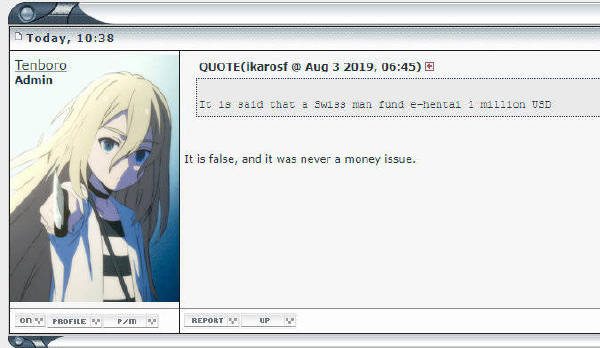 Today, 10:38
Tenboro
Admin
QUOTE(ikarosf @ Aug 3 2019, 06:45)
It is said that a Swiss man fund e-hentai 1 million USD
It is false, and it was never a money issue.
ON PROFILE P/M REPORT UP